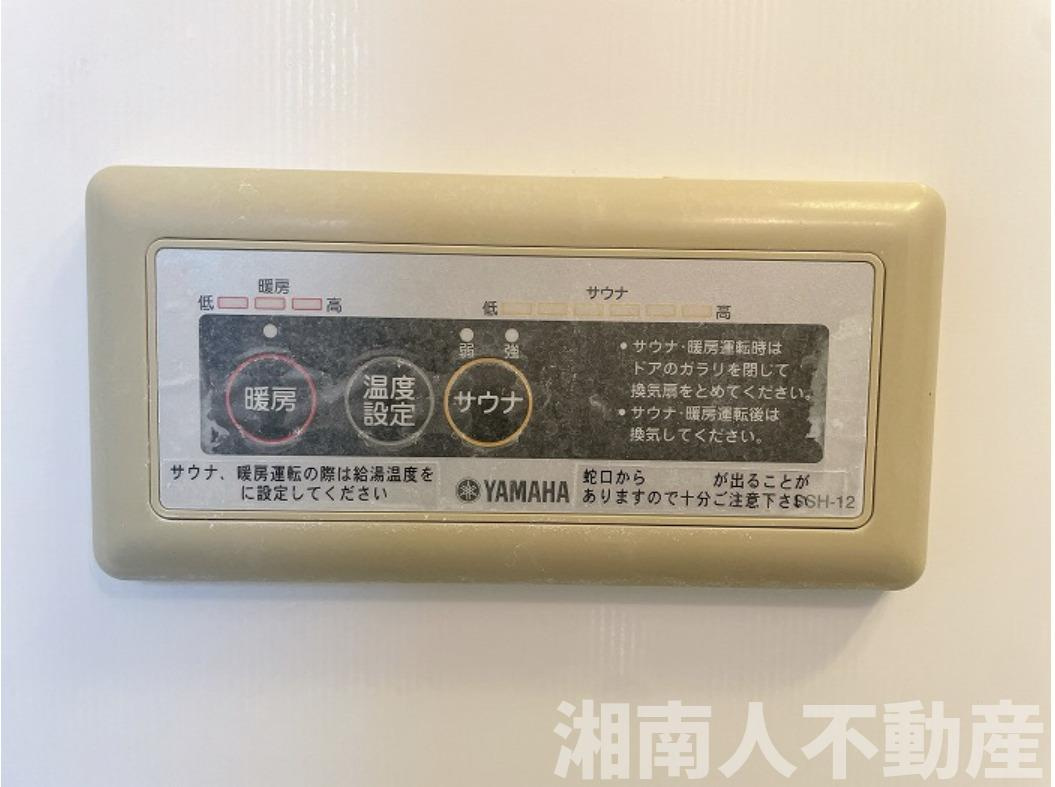 暖房
低 高
サウナ
低 高
弱 強
暖房
温度
設定
サウナ
•サウナ・暖房運転時は
ドアのガラリを閉じて
換気扇をとめてください。
•サウナ・暖房運転後は
換気してください。
サウナ、暖房運転の際は給湯温度を
に設定してください
YAMAHA
蛇口から が出ることが
ありますので十分ご注意下さい
SH-12
湘南人不動産